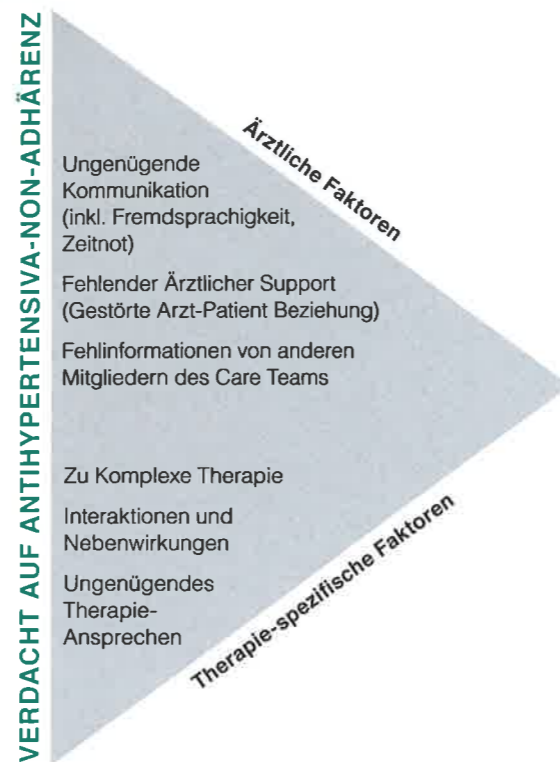 VERDACHT AUF ANTIHYPERTENSIVA-NON-ADHÄRENZ
Ärztliche Faktoren
Ungenügende
Kommunikation
(inkl. Fremdsprachigkeit,
Zeitnot)
Fehlender Ärztlicher Support
(Gestörte Arzt-Patient Beziehung)
Fehlinformationen von anderen
Mitgliedern des Care Teams
Zu Komplexe Therapie
Interaktionen und
Nebenwirkungen
Ungenügendes
Therapie-
Ansprechen
Therapie-spezifische Faktoren